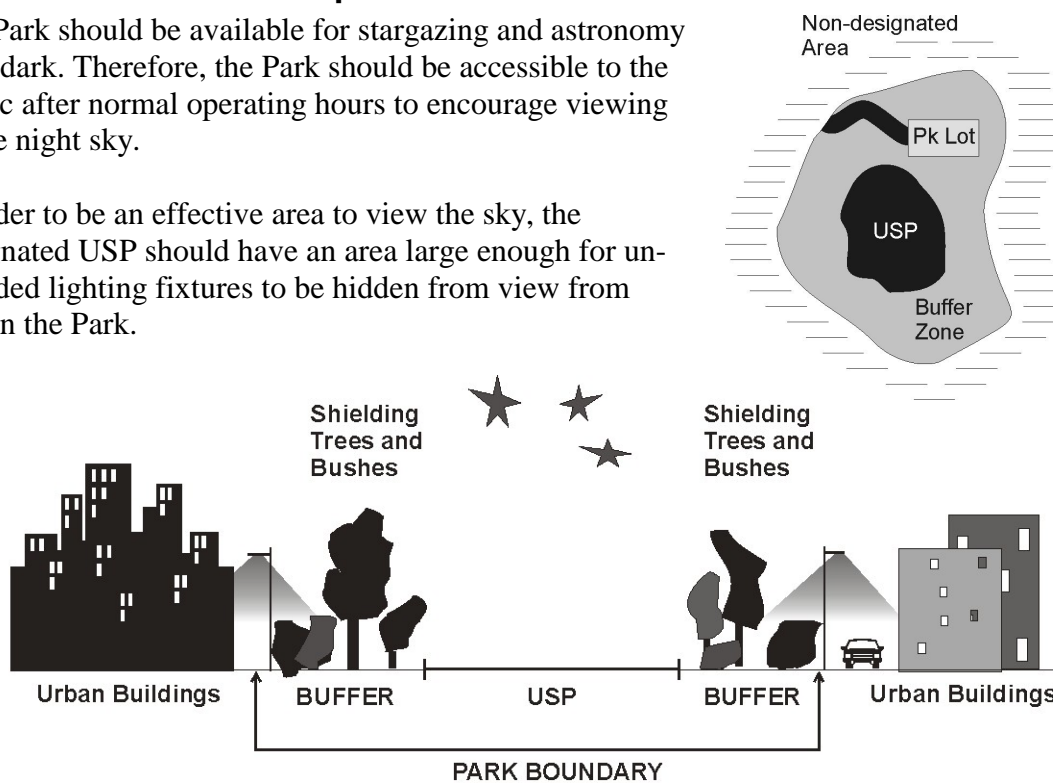 Park should be available for stargazing and astronomy
dark. Therefore, the Park should be accessible to the
c after normal operating hours to encourage viewing
e night sky.
der to be an effective area to view the sky, the
nated USP should have an area large enough for un-
ded lighting fixtures to be hidden from view from
n the Park.
Non-designated
Area
Pk Lot
USP
Buffer
Zone
Shielding
Trees and
Bushes
Shielding
Trees and
Bushes
Urban Buildings
BUFFER
USP
BUFFER
Urban Buildings
PARK BOUNDARY